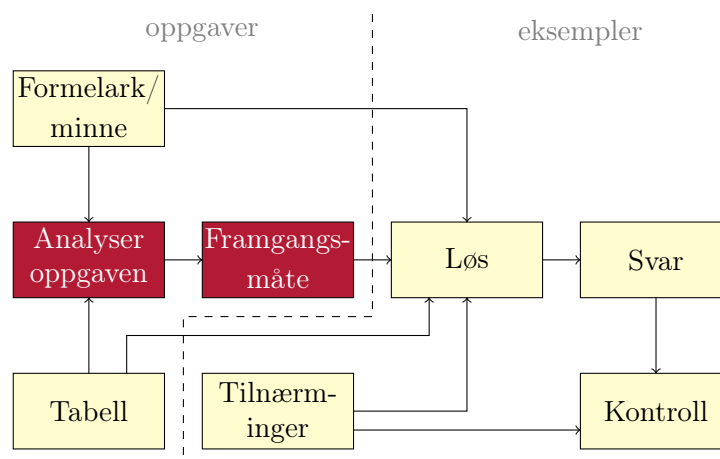 oppgaver
eksempler
Formelark/
minne
Analyser
oppgaven
Framgangs-
måte
Løs
Svar
Tabell
Tilnærm-
inger
Kontroll